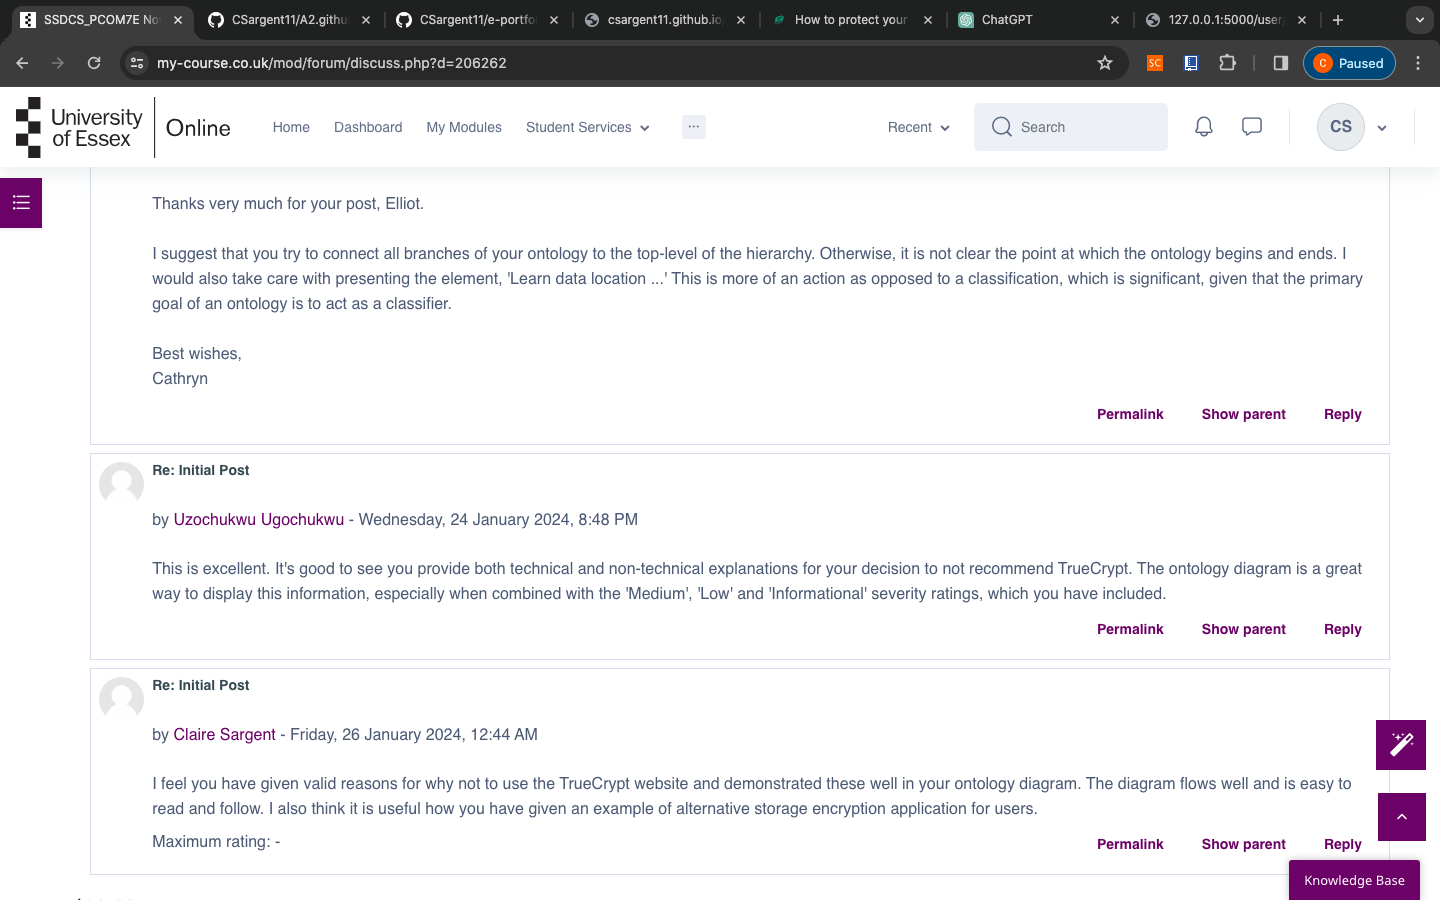 SSDCS_PCOM7E No
CSargent11/A2.githu
CSargent11/e-portfo
csargent11.github.io
How to protect your
ChatGPT
127.0.0.1:5000/user
my-course.co.uk/mod/forum/discuss.php?d=206262
SC
C Paused
University of Essex Online
Home
Dashboard
My Modules
Student Services
...
Recent
Search
CS
Thanks very much for your post, Elliot.
I suggest that you try to connect all branches of your ontology to the top-level of the hierarchy. Otherwise, it is not clear the point at which the ontology begins and ends. I
would also take care with presenting the element, 'Learn data location ...' This is more of an action as opposed to a classification, which is significant, given that the primary
goal of an ontology is to act as a classifier.
Best wishes,
Cathryn
Permalink Show parent Reply
Re: Initial Post
by Uzochukwu Ugochukwu - Wednesday, 24 January 2024, 8:48 PM
This is excellent. It's good to see you provide both technical and non-technical explanations for your decision to not recommend TrueCrypt. The ontology diagram is a great
way to display this information, especially when combined with the 'Medium', 'Low' and 'Informational' severity ratings, which you have included.
Permalink Show parent Reply
Re: Initial Post
by Claire Sargent - Friday, 26 January 2024, 12:44 AM
I feel you have given valid reasons for why not to use the TrueCrypt website and demonstrated these well in your ontology diagram. The diagram flows well and is easy to
read and follow. I also think it is useful how you have given an example of alternative storage encryption application for users.
Maximum rating: -
Permalink Show parent Reply
Knowledge Base